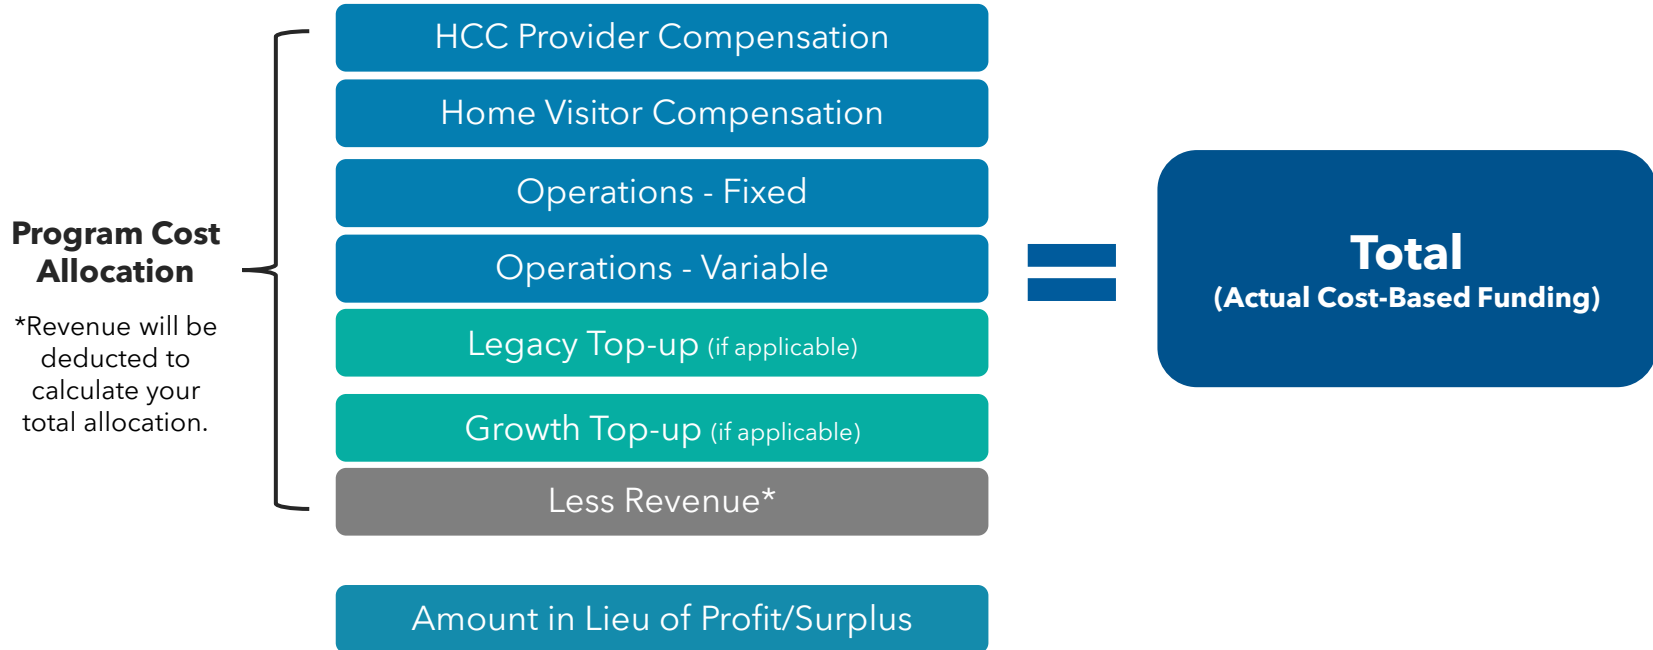 Program Cost
Allocation
*Revenue will be
deducted to
calculate your
total allocation.
HCC Provider Compensation
Home Visitor Compensation
Operations - Fixed
Operations - Variable
Legacy Top-up (if applicable)
Growth Top-up (if applicable)
Less Revenue*
Amount in Lieu of Profit/Surplus
=
Total
(Actual Cost-Based Funding)